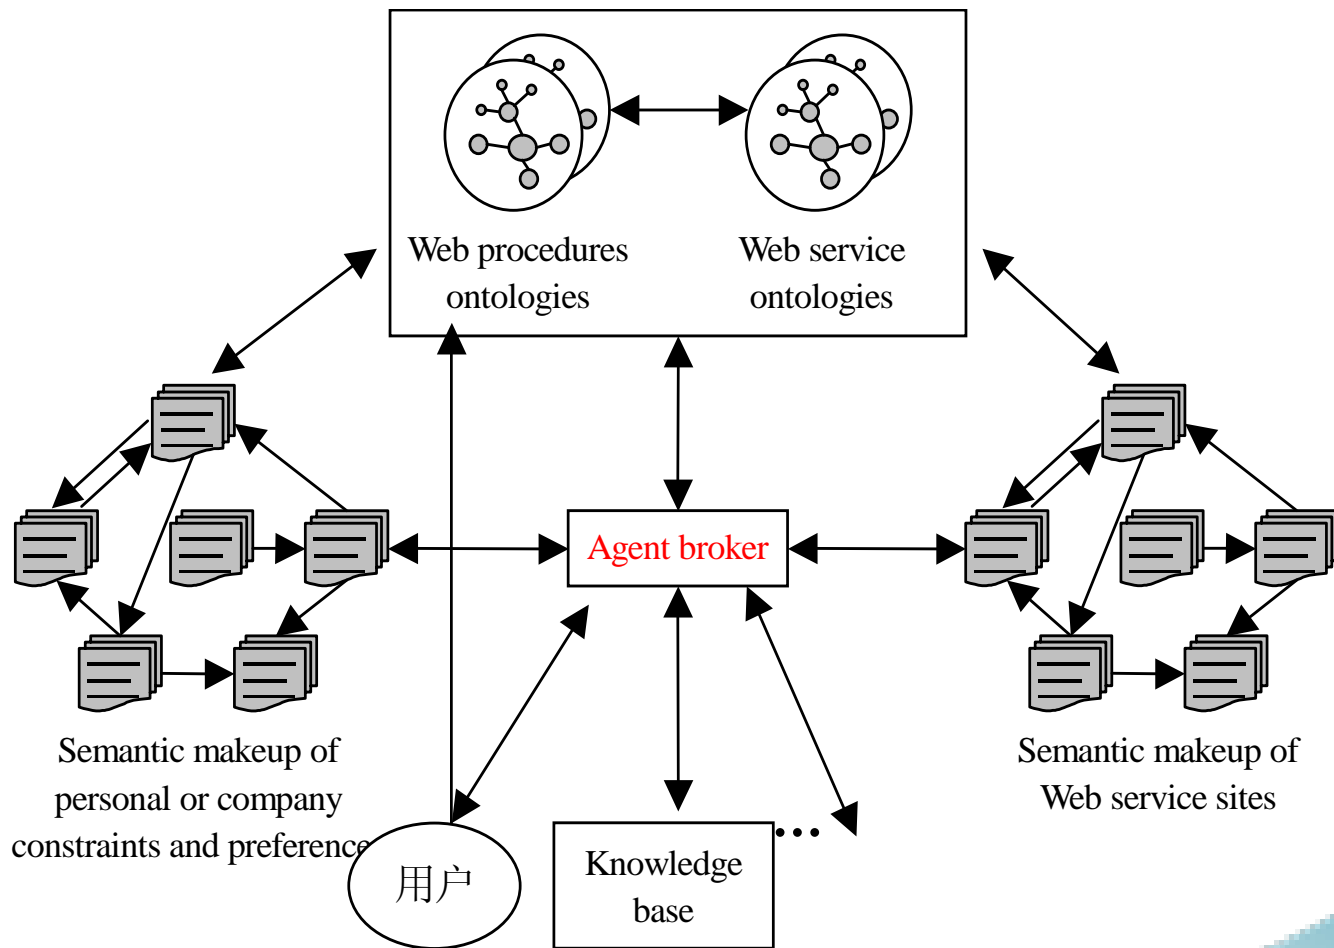 Web procedures
ontologies
Web service
ontologies
Agent broker
Semantic makeup of
personal or company
constraints and preference
Semantic makeup of
Web service sites
用户
Knowledge
base
...